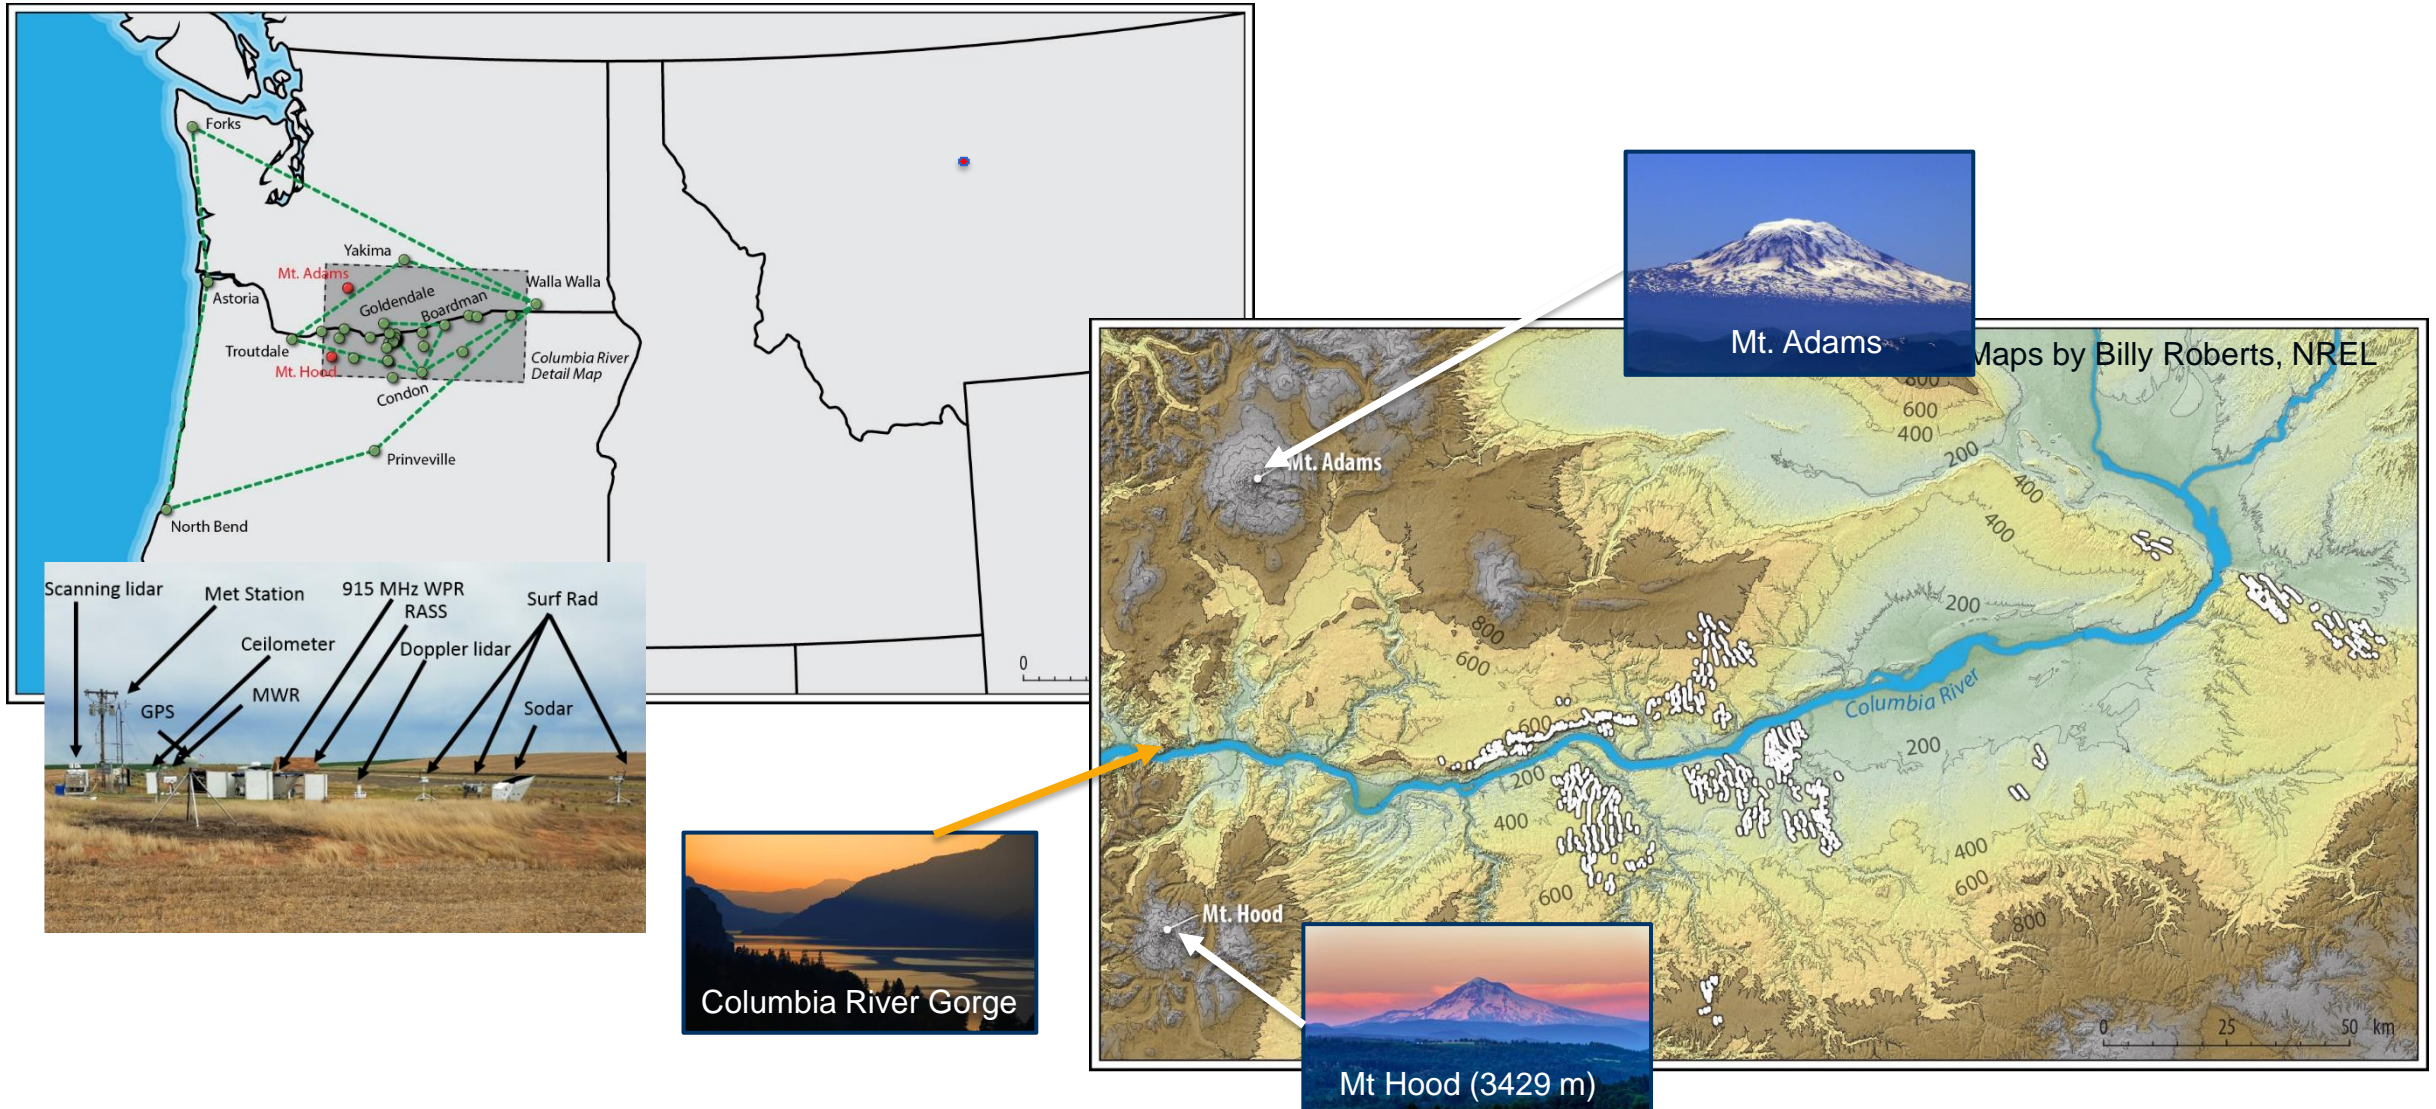 Forks
Yakima
Mt. Adams
Walla Walla
Goldendale
Boardman
Astoria
Troutdale
Mt. Hood
Columbia River
Detail Map
Condon
Prinveville
North Bend
0
Scanning lidar
Met Station
915 MHz WPR
RASS
Surf Rad
Ceilometer
Doppler lidar
GPS
MWR
Sodar
Columbia River Gorge
Mt. Adams
Maps by Billy Roberts, NREL
800
600
400
200
400
400
Mt. Adams
200
800
600
600
Columbia River
200
200
400
400
600
600
800
Mt. Hood
Mt Hood (3429 m)
0 25 50 km